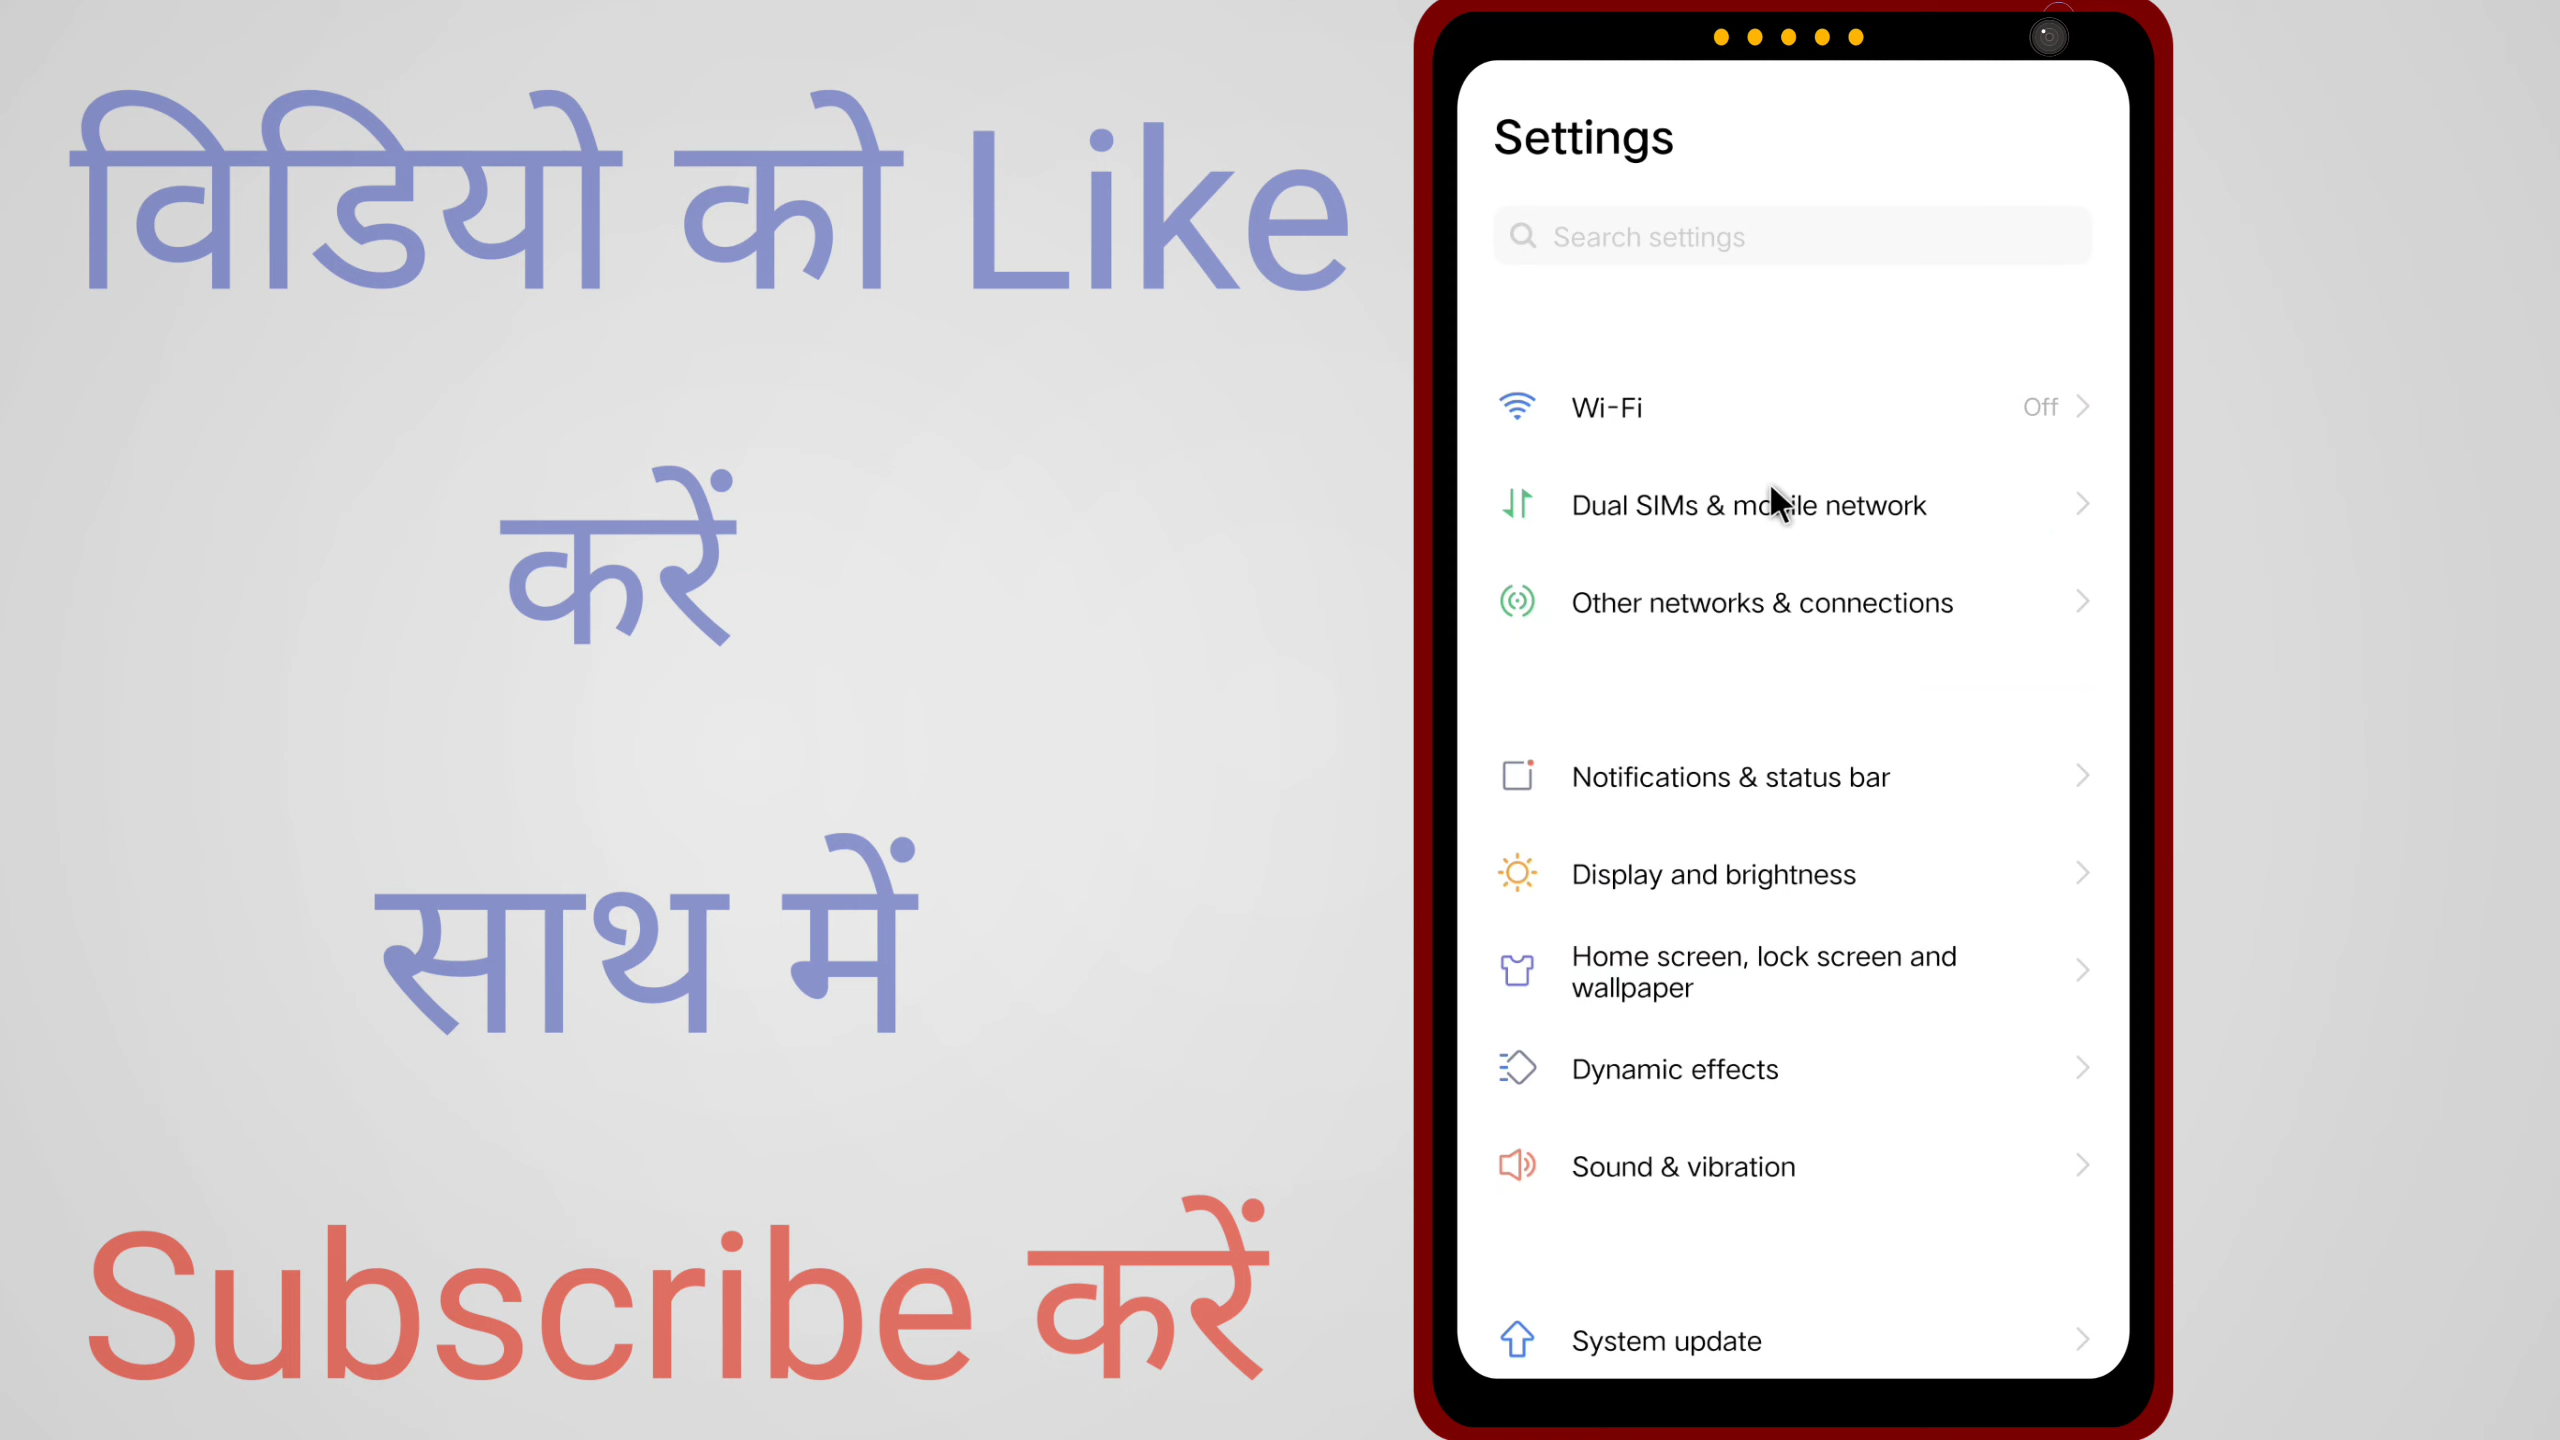 विडियो को Like
करें
साथ में
Subscribe करें
Settings
Search settings
Wi-Fi Off
Dual SIMs & mobile network
Other networks & connections
Notifications & status bar
Display and brightness
Home screen, lock screen and
wallpaper
Dynamic effects
Sound & vibration
System update